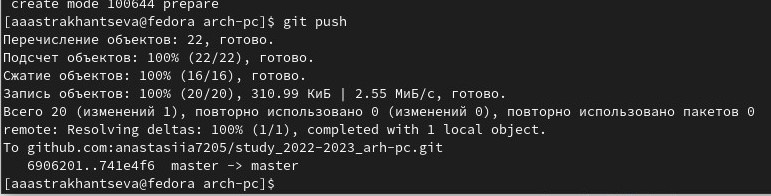 create mode 100644 prepare
[aaastrakhantseva@fedora arch-pc]$ git push
Перечисление объектов: 22, готово.
Подсчет объектов: 100% (22/22), готово.
Сжатие объектов: 100% (16/16), готово.
Запись объектов: 100% (20/20), 310.99 КиБ | 2.55 МиБ/с, готово.
Всего 20 (изменений 1), повторно использовано 0 (изменений 0), повторно использовано пакетов 0
remote: Resolving deltas: 100% (1/1), completed with 1 local object.
To github.com:anastasiia7205/study_2022-2023_arh-pc.git
   6906201..741e4f6  master -> master
[aaastrakhantseva@fedora arch-pc]$